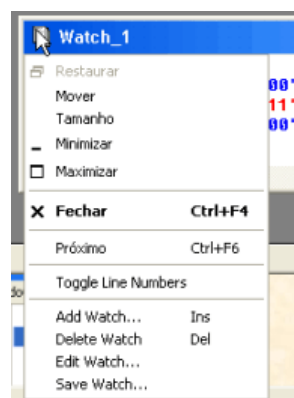 Watch_1
Restaurar
Mover
Tamanho
Minimizar
Maximizar
Fechar Ctrl+F4
Próximo Ctrl+F6
Toggle Line Numbers
Add Watch... Ins
Delete Watch Del
Edit Watch...
Save Watch...